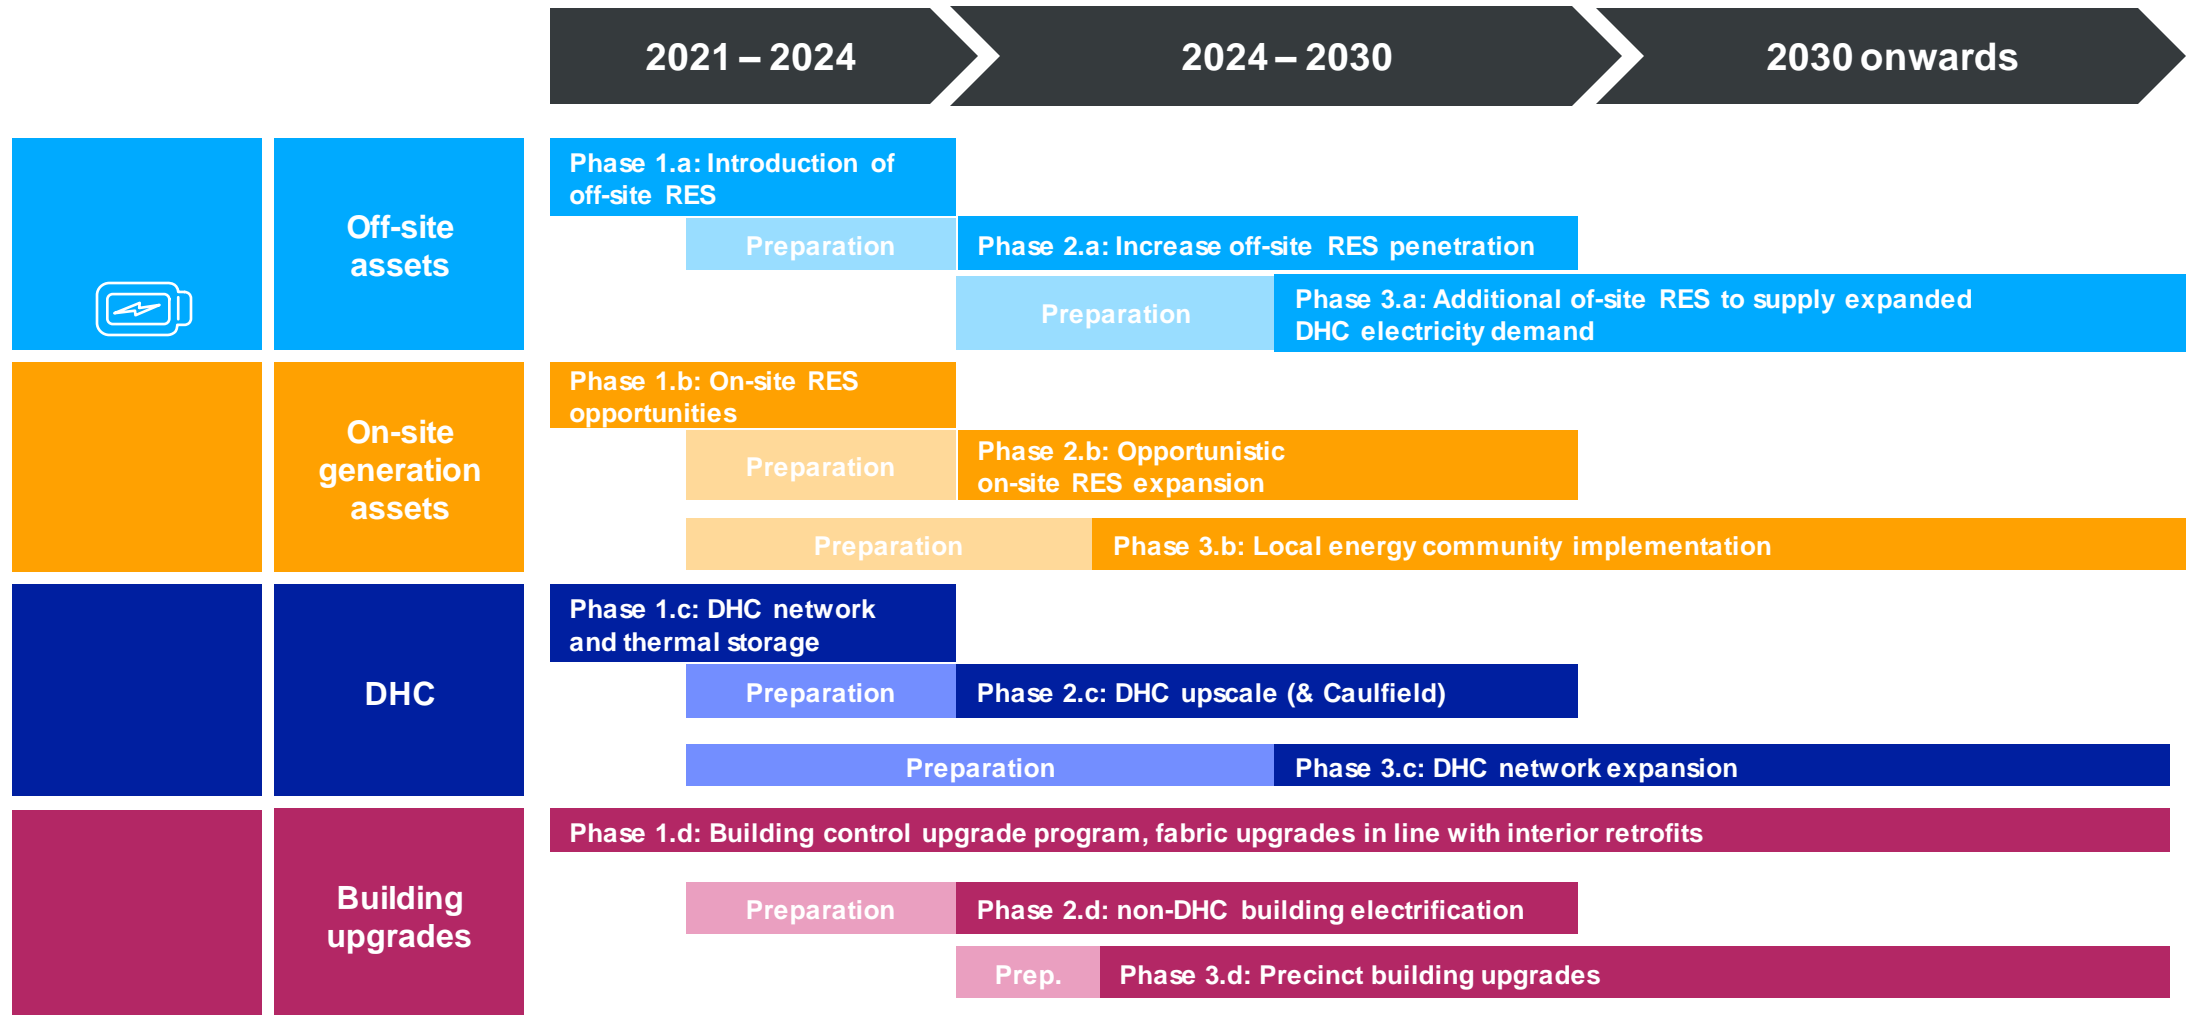 2021 – 2024
2024 – 2030
2030 onwards
Off-site
assets
Phase 1.a: Introduction of
off-site RES
Preparation
Phase 2.a: Increase off-site RES penetration
Preparation
Phase 3.a: Additional of-site RES to supply expanded
DHC electricity demand
On-site
generation
assets
Phase 1.b: On-site RES
opportunities
Preparation
Phase 2.b: Opportunistic
on-site RES expansion
Preparation
Phase 3.b: Local energy community implementation
DHC
Phase 1.c: DHC network
and thermal storage
Preparation
Phase 2.c: DHC upscale (& Caulfield)
Preparation
Phase 3.c: DHC network expansion
Building
upgrades
Phase 1.d: Building control upgrade program, fabric upgrades in line with interior retrofits
Preparation
Phase 2.d: non-DHC building electrification
Prep.
Phase 3.d: Precinct building upgrades